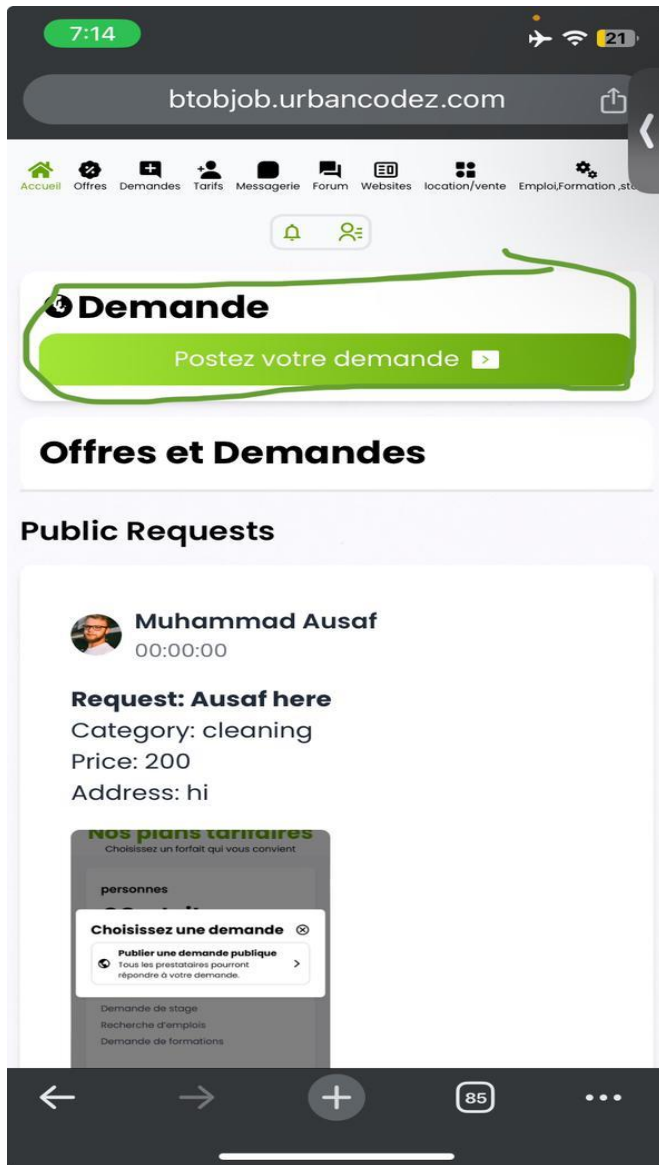 7:14
21
btobjob.urbancodez.com
Accueil Offres Demandes Tarifs Messagerie Forum Websites location/vente Emploi,Formation ,sta
Demande
Postez votre demande
Offres et Demandes
Public Requests
Muhammad Ausaf
00:00:00
Request: Ausaf here
Category: cleaning
Price: 200
Address: hi
Nos plans tarifaires
Choisissez un forfait qui vous convient
personnes
Choisissez une demande
Publier une demande publique
Tous les prestataires pourront
répondre à votre demande.
Demande de stage
Recherche d'emplois
Demande de formations
85